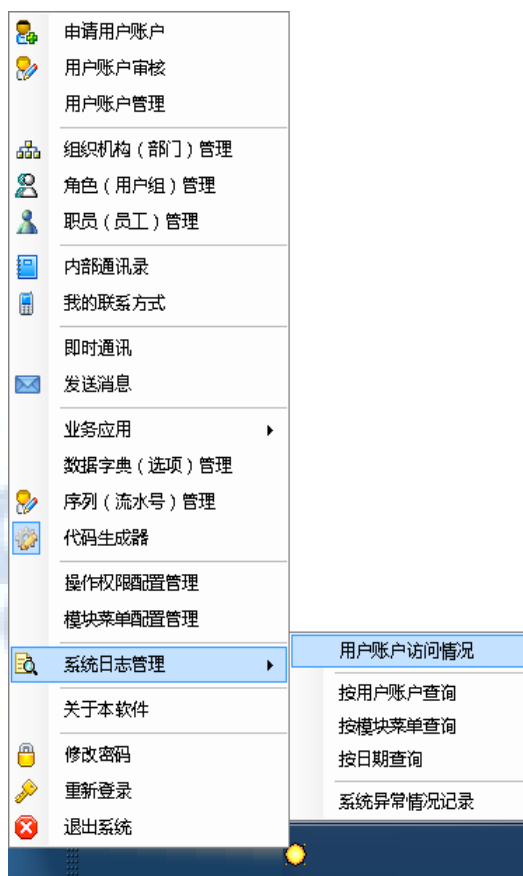 申请用户账户
用户账户审核
用户账户管理
组织机构（部门）管理
角色（用户组）管理
职员（员工）管理
内部通讯录
我的联系方式
即时通讯
发送消息
业务应用
数据字典（选项）管理
序列（流水号）管理
代码生成器
操作权限配置管理
模块菜单配置管理
系统日志管理
用户账户访问情况
按用户账户查询
按模块菜单查询
按日期查询
系统异常情况记录
关于本软件
修改密码
重新登录
退出系统